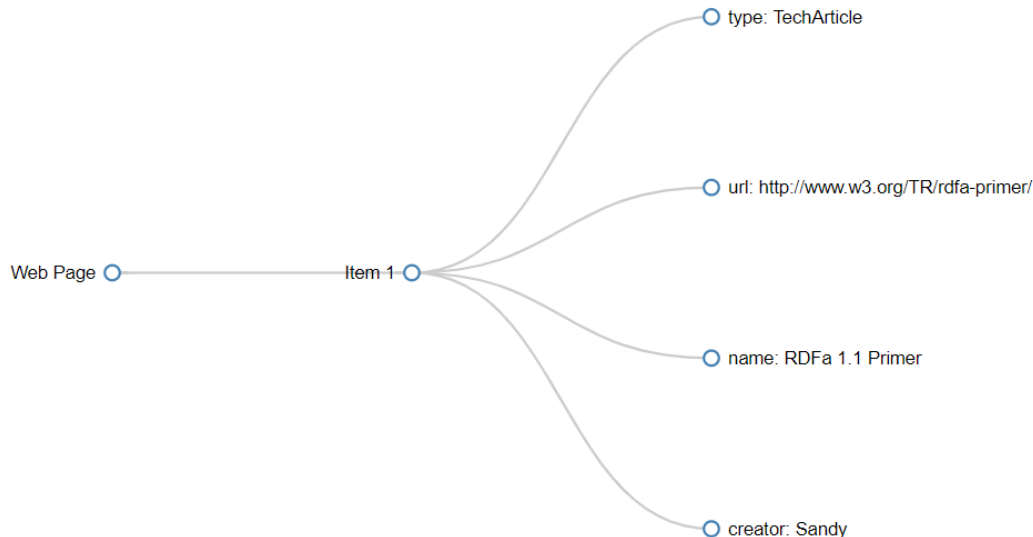 type: TechArticle
url: http://www.w3.org/TR/rdfa-primer/
Web Page
Item 1
name: RDFa 1.1 Primer
creator: Sandy